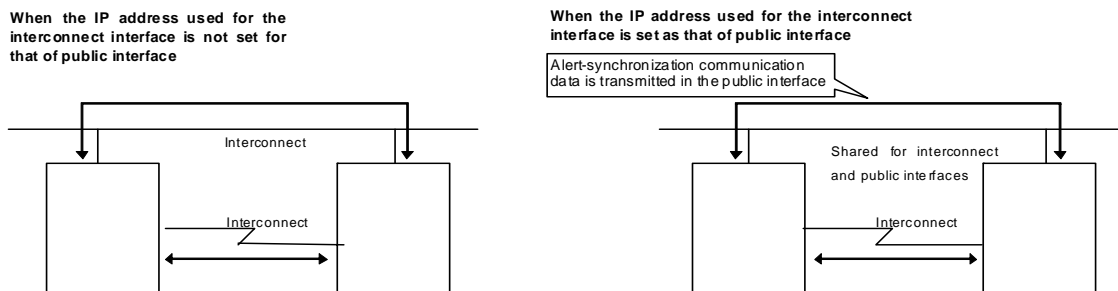 When the IP address used for the
interconnect interface is not set for
that of public interface
Interconnect
Interconnect
When the IP address used for the interconnect
interface is set as that of public interface
Alert-synchronization communication
data is transmitted in the public interface
Shared for interconnect
and public interfaces
Interconnect